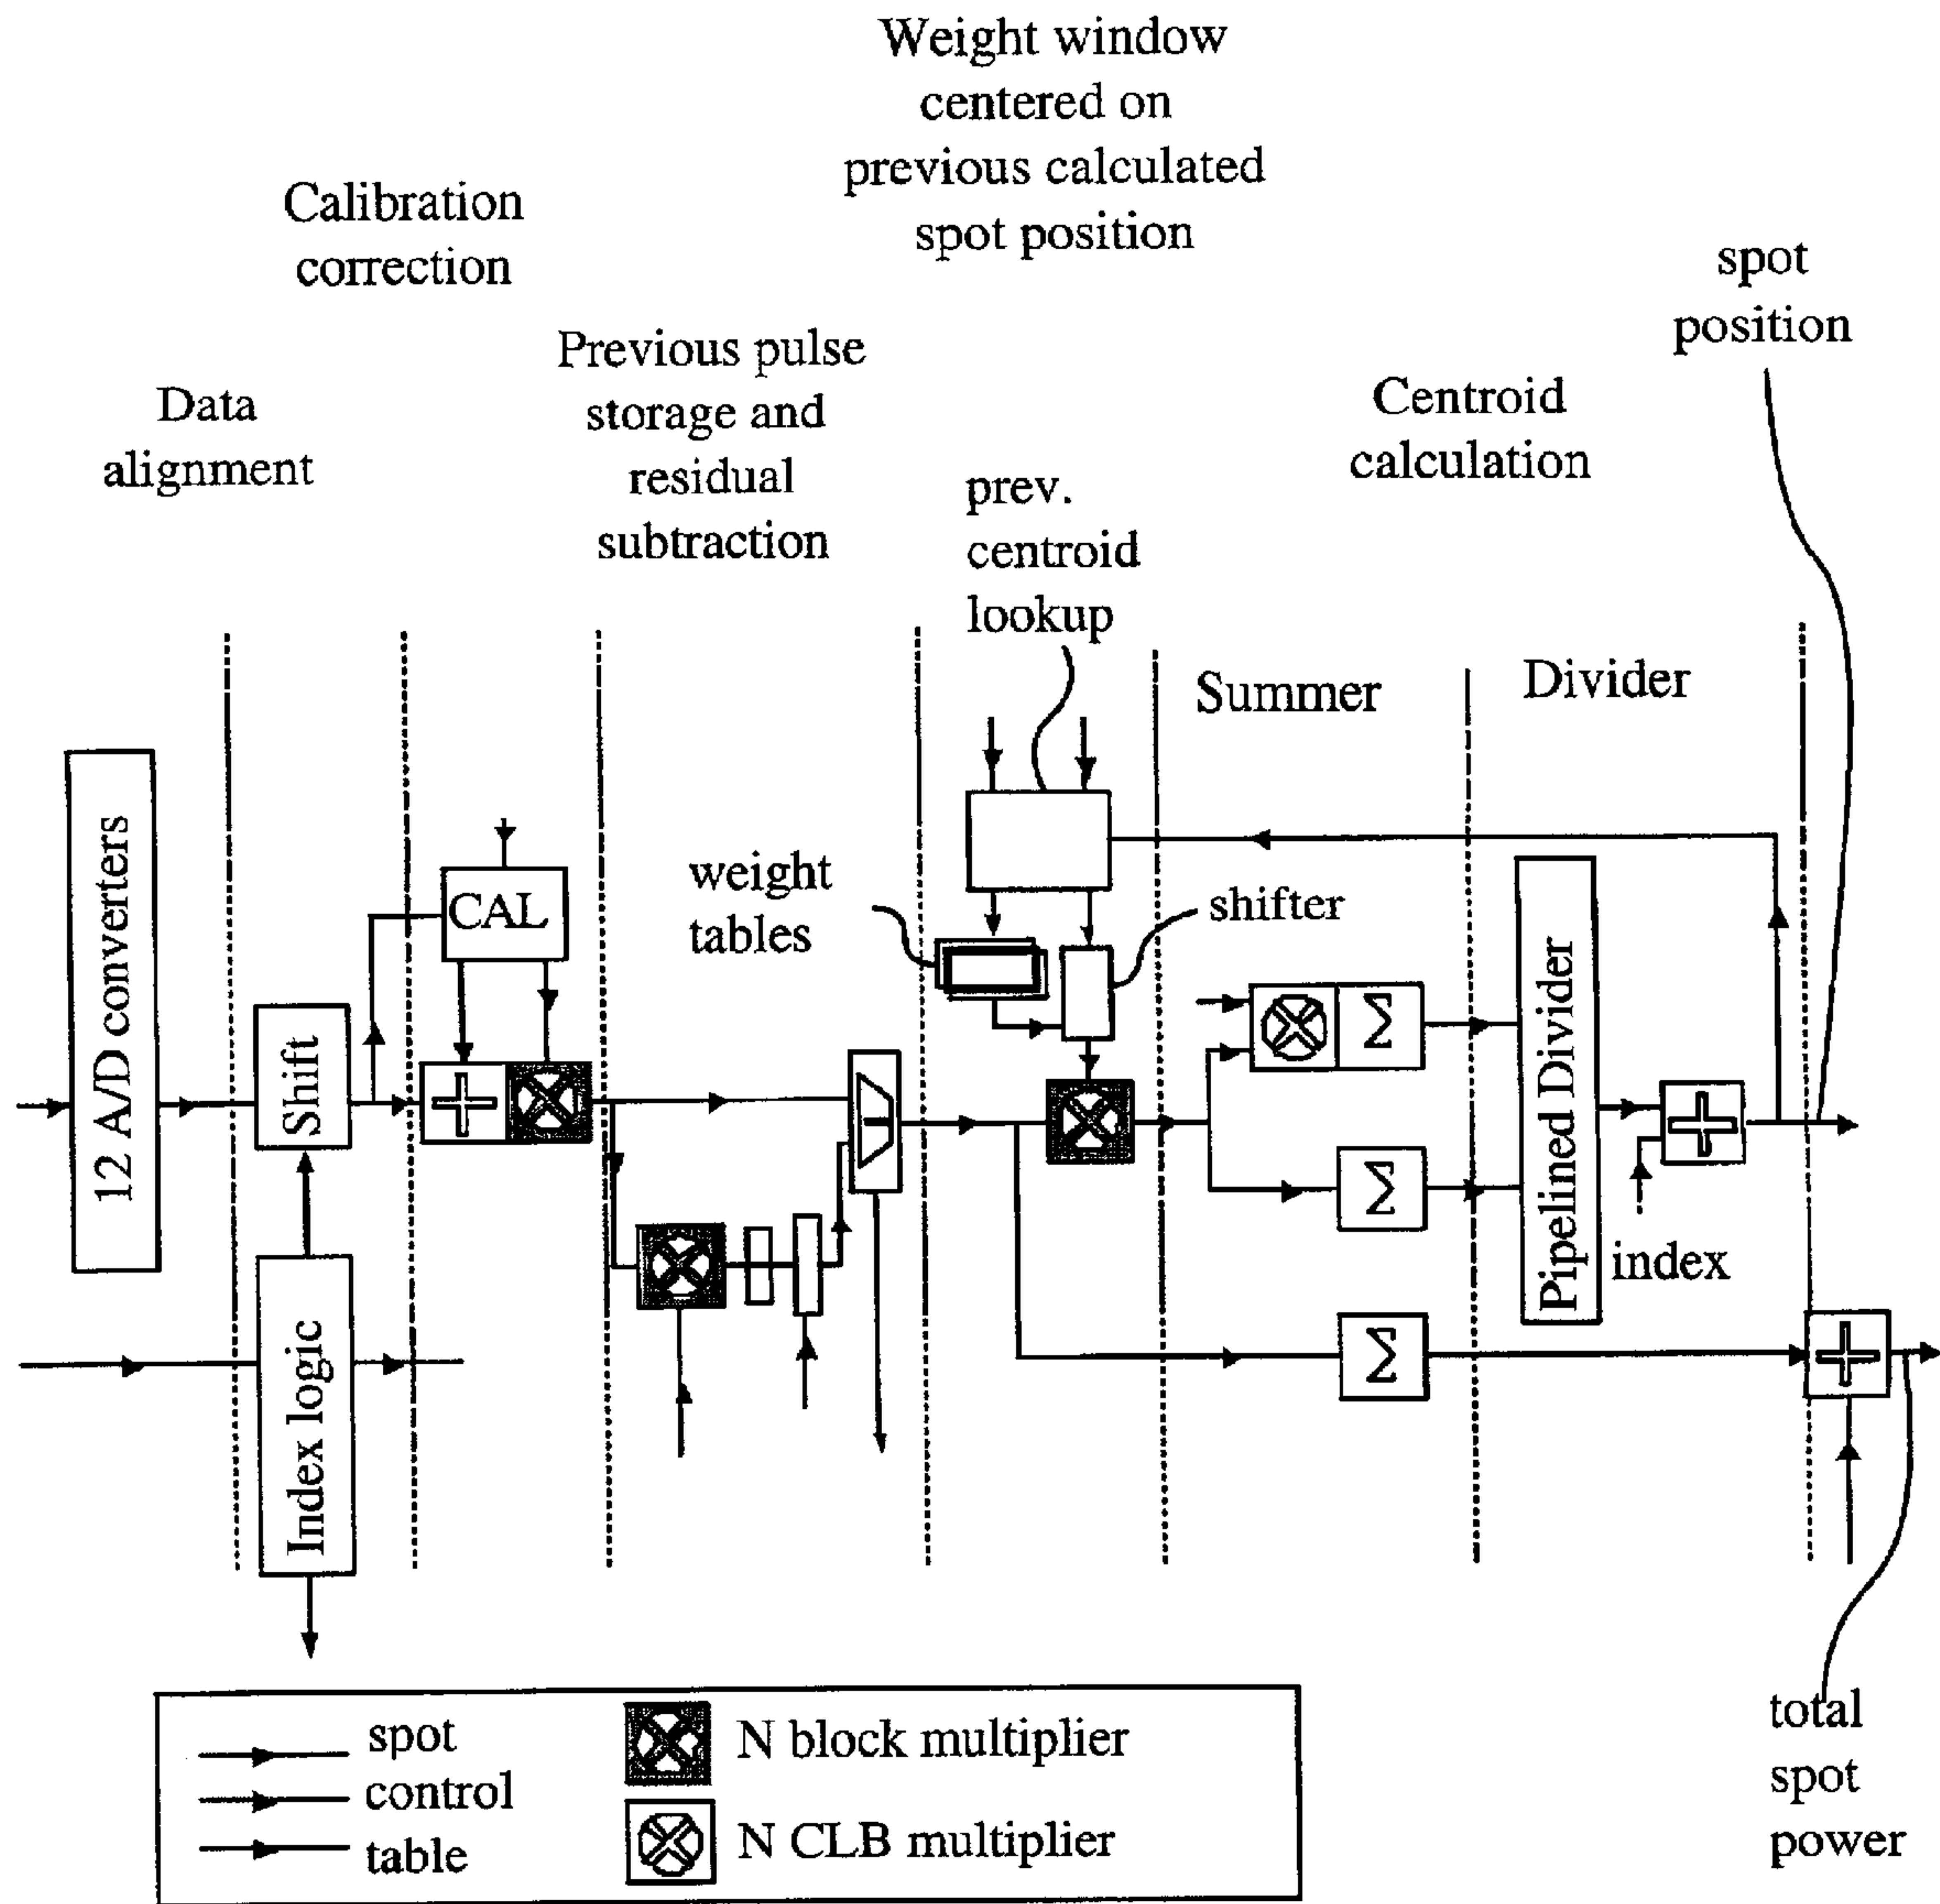 Weight window
centered on
previous calculated
spot position
Calibration
correction
spot
position
Previous pulse
storage and
residual
subtraction
Data
alignment
Centroid
calculation
prev.
centroid
lookup
Summer
Divider
12 A/D converters
CAL
weight
tables
shifter
Shift
Σ
Pipelined Divider
Σ
index
Index logic
Σ
spot
control
table
N block multiplier
N CLB multiplier
total
spot
power